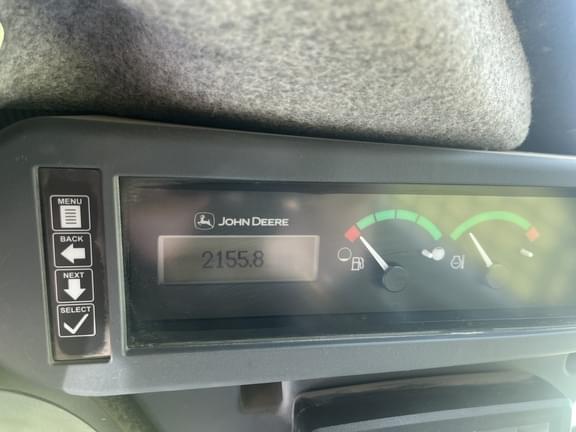 MENU
BACK
NEXT
SELECT
JOHN DEERE
2155.8